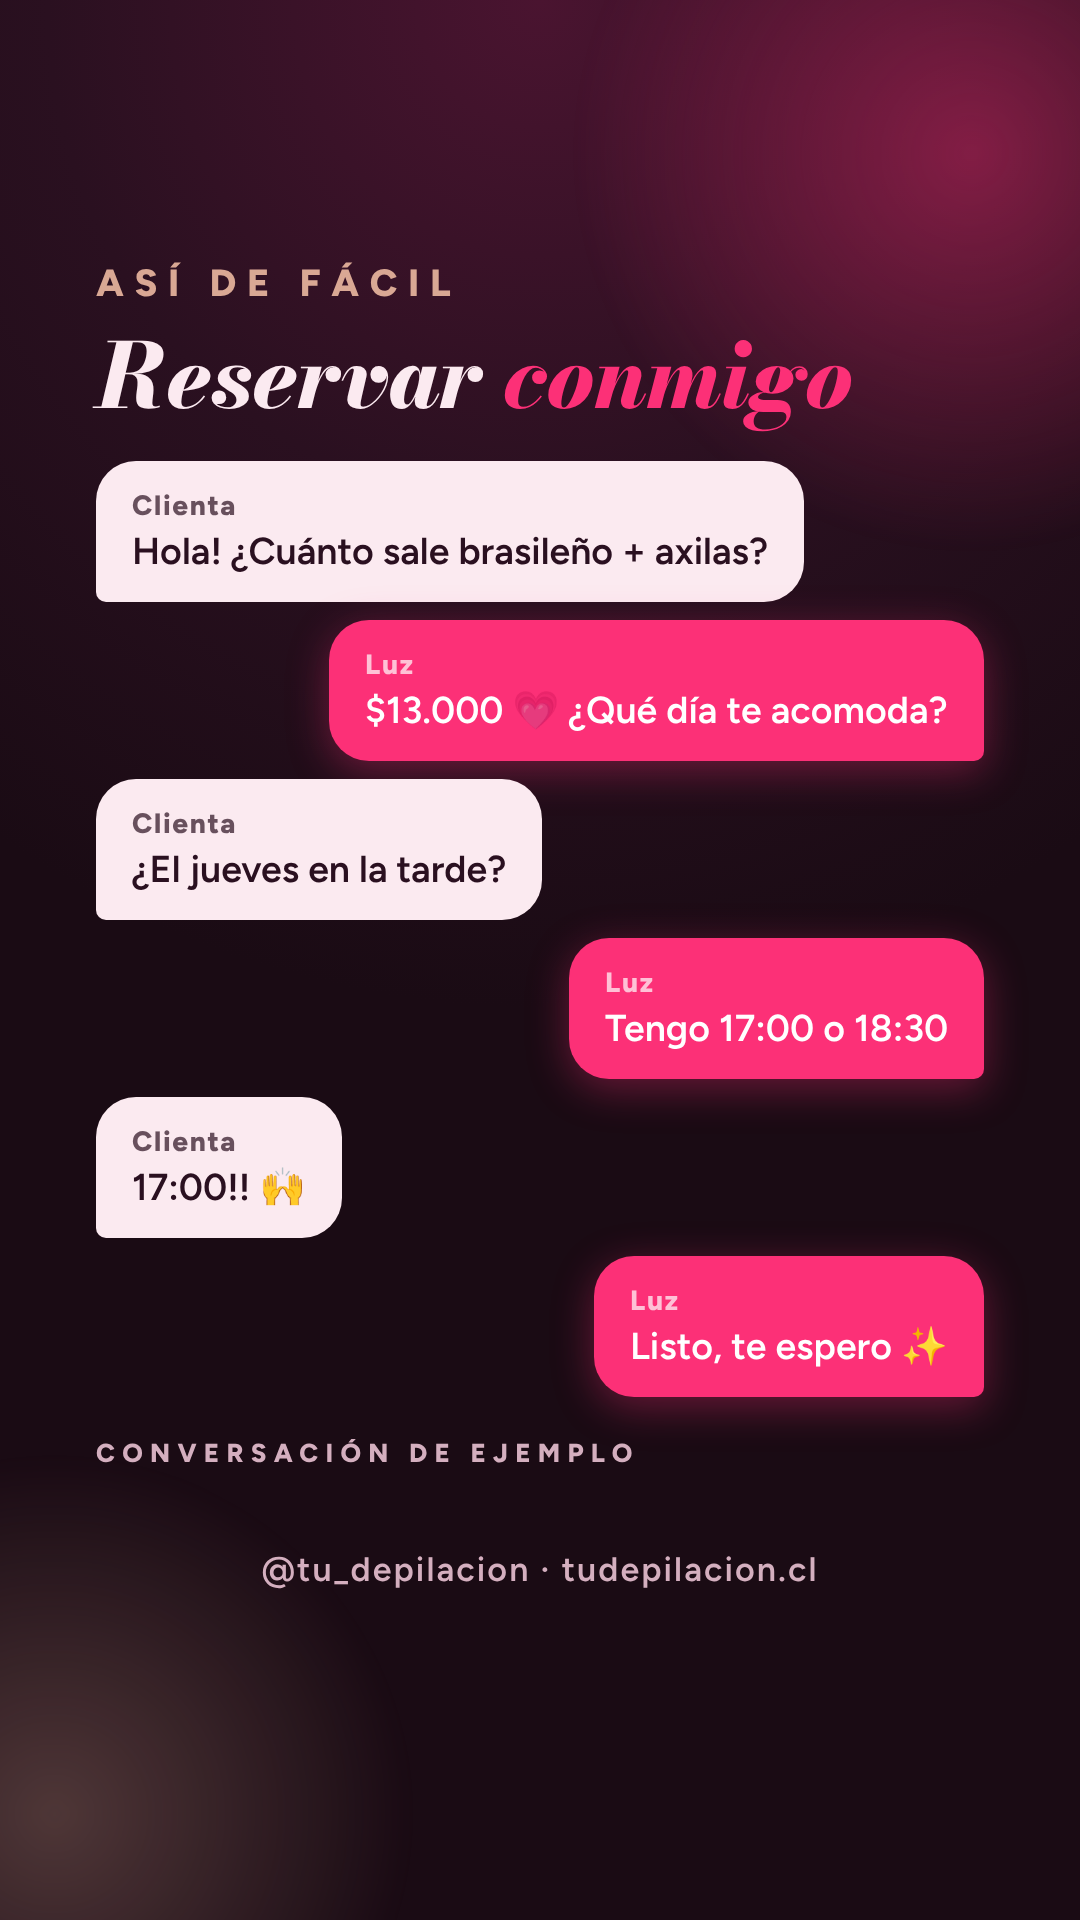 ASÍ DE FÁCIL
Reservar conmigo
Clienta
Hola! ¿Cuánto sale brasileño + axilas?
Luz
$13.000 💗 ¿Qué día te acomoda?
Clienta
¿El jueves en la tarde?
Luz
Tengo 17:00 o 18:30
Clienta
17:00!! 🙌
Luz
Listo, te espero ✨
CONVERSACIÓN DE EJEMPLO
@tu_depilacion · tudepilacion.cl